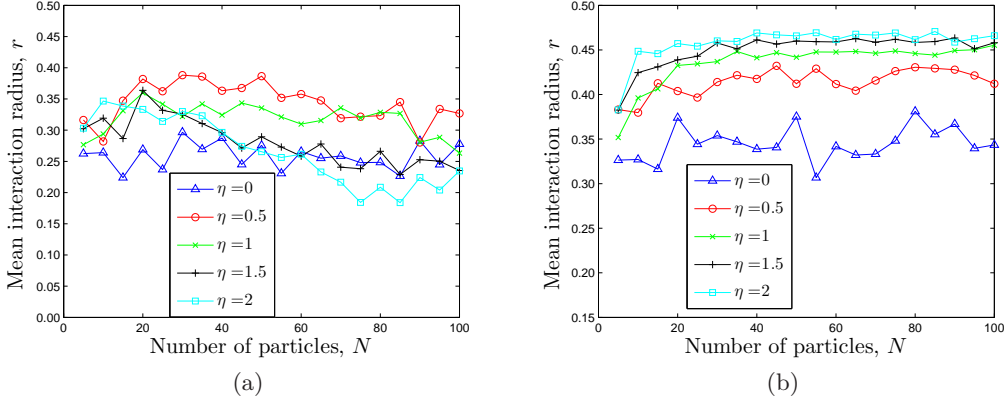 Mean interaction radius, r
0.50
0.45
0.40
0.35
0.30
0.25
0.20
0.15
0.10
0.05
0.00
0
20
40
60
80
100
η =0
η =0.5
η =1
η =1.5
η =2
Number of particles, N
(a)
Mean interaction radius, r
0.50
0.45
0.40
0.35
0.30
0.25
0.20
0.15
0
20
40
60
80
100
η =0
η =0.5
η =1
η =1.5
η =2
Number of particles, N
(b)